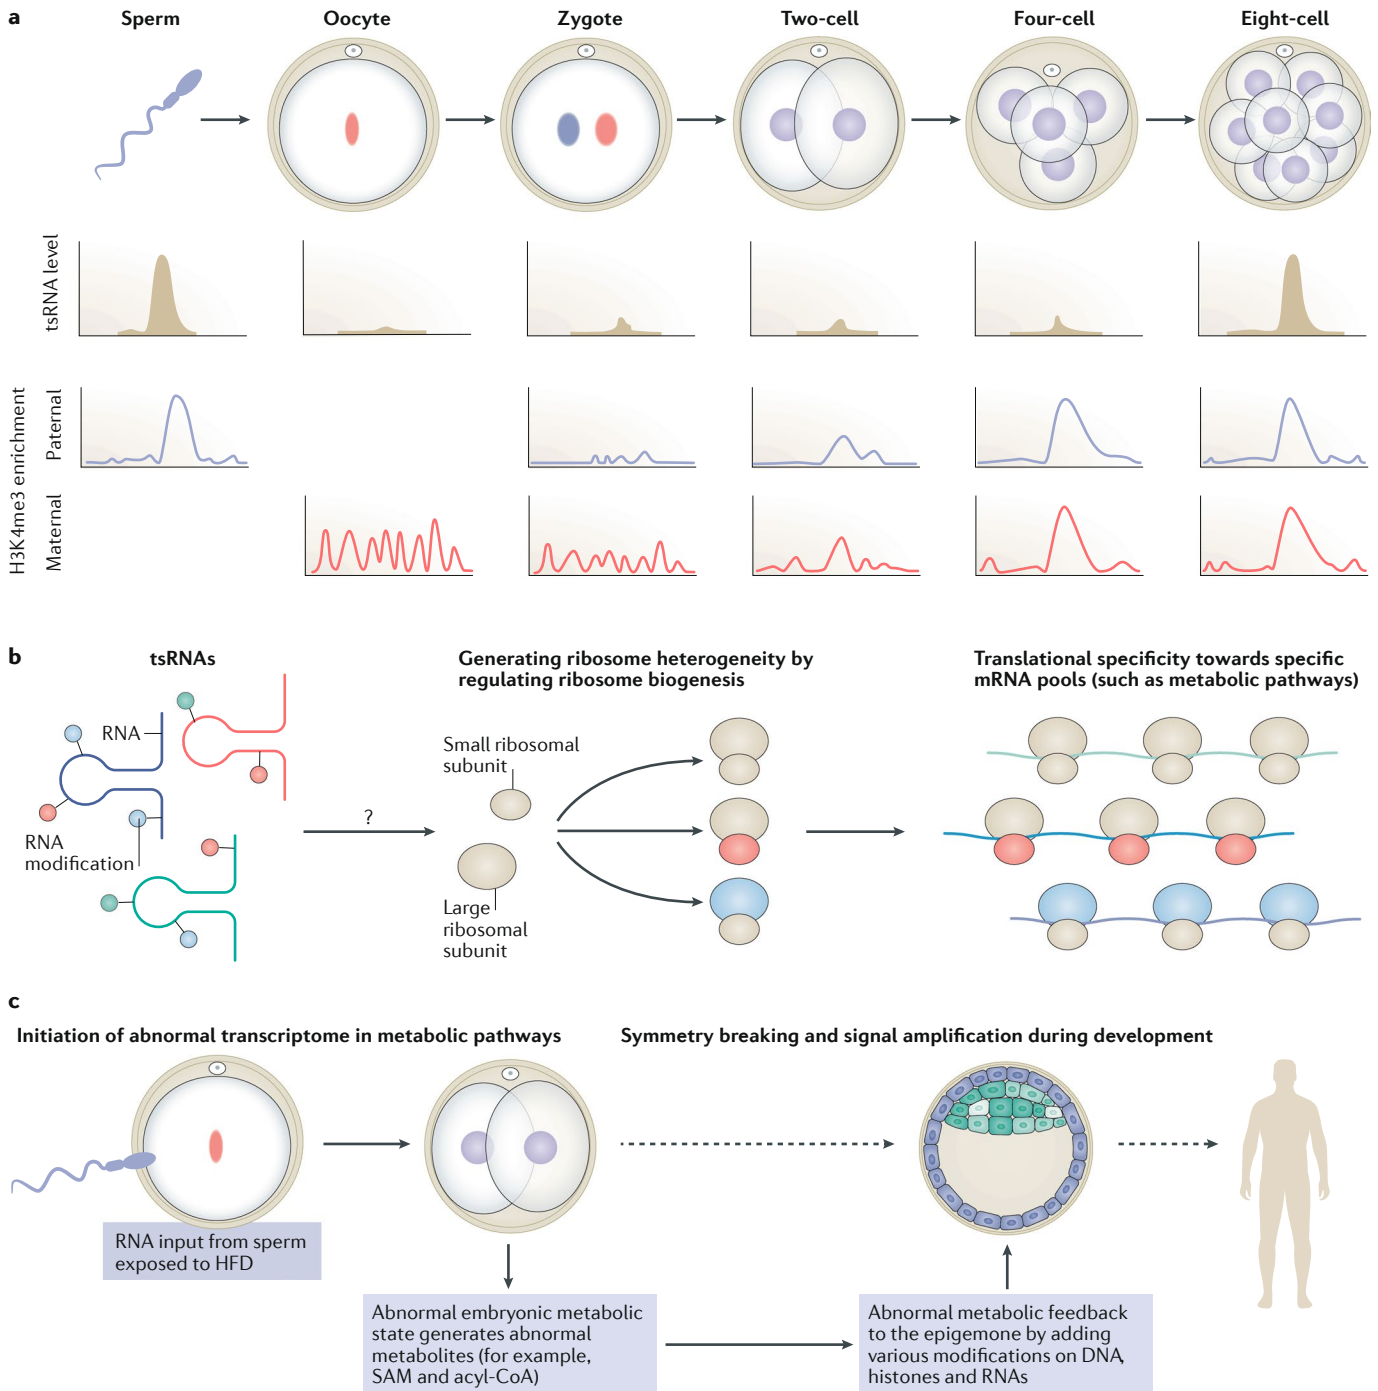 a
Sperm
Oocyte
Zygote
Two-cell
Four-cell
Eight-cell
tsRNA level
H3K4me3 enrichment
Paternal
Maternal
b
tsRNAs
Generating ribosome heterogeneity by
regulating ribosome biogenesis
Translational specificity towards specific
mRNA pools (such as metabolic pathways)
RNA
RNA
modification
?
Small ribosomal
subunit
Large
ribosomal
subunit
c
Initiation of abnormal transcriptome in metabolic pathways
Symmetry breaking and signal amplification during development
RNA input from sperm
exposed to HFD
Abnormal embryonic metabolic
state generates abnormal
metabolites (for example,
SAM and acyl-CoA)
Abnormal metabolic feedback
to the epigemone by adding
various modifications on DNA,
histones and RNAs